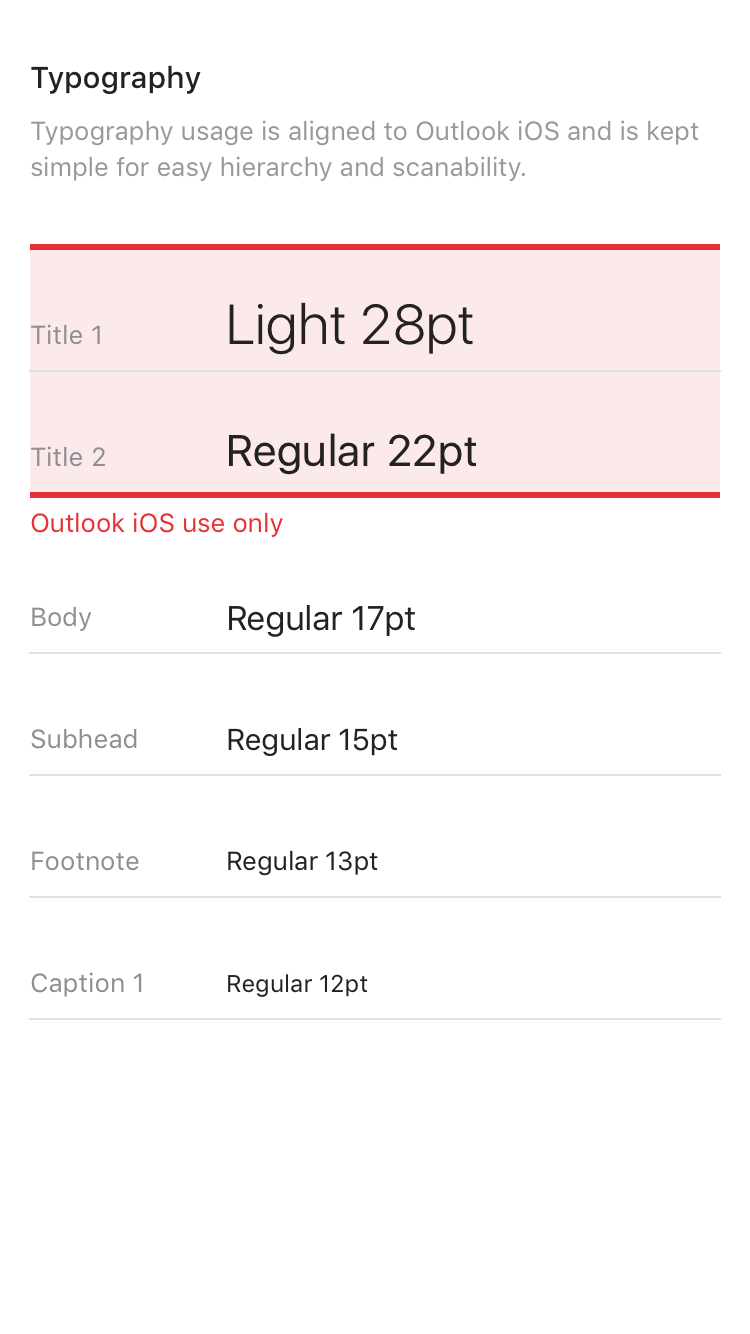 Typography
Typography usage is aligned to Outlook iOS and is kept
simple for easy hierarchy and scanability.
Title 1 Light 28pt
Title 2 Regular 22pt
Outlook iOS use only
Body Regular 17pt
Subhead Regular 15pt
Footnote Regular 13pt
Caption 1 Regular 12pt